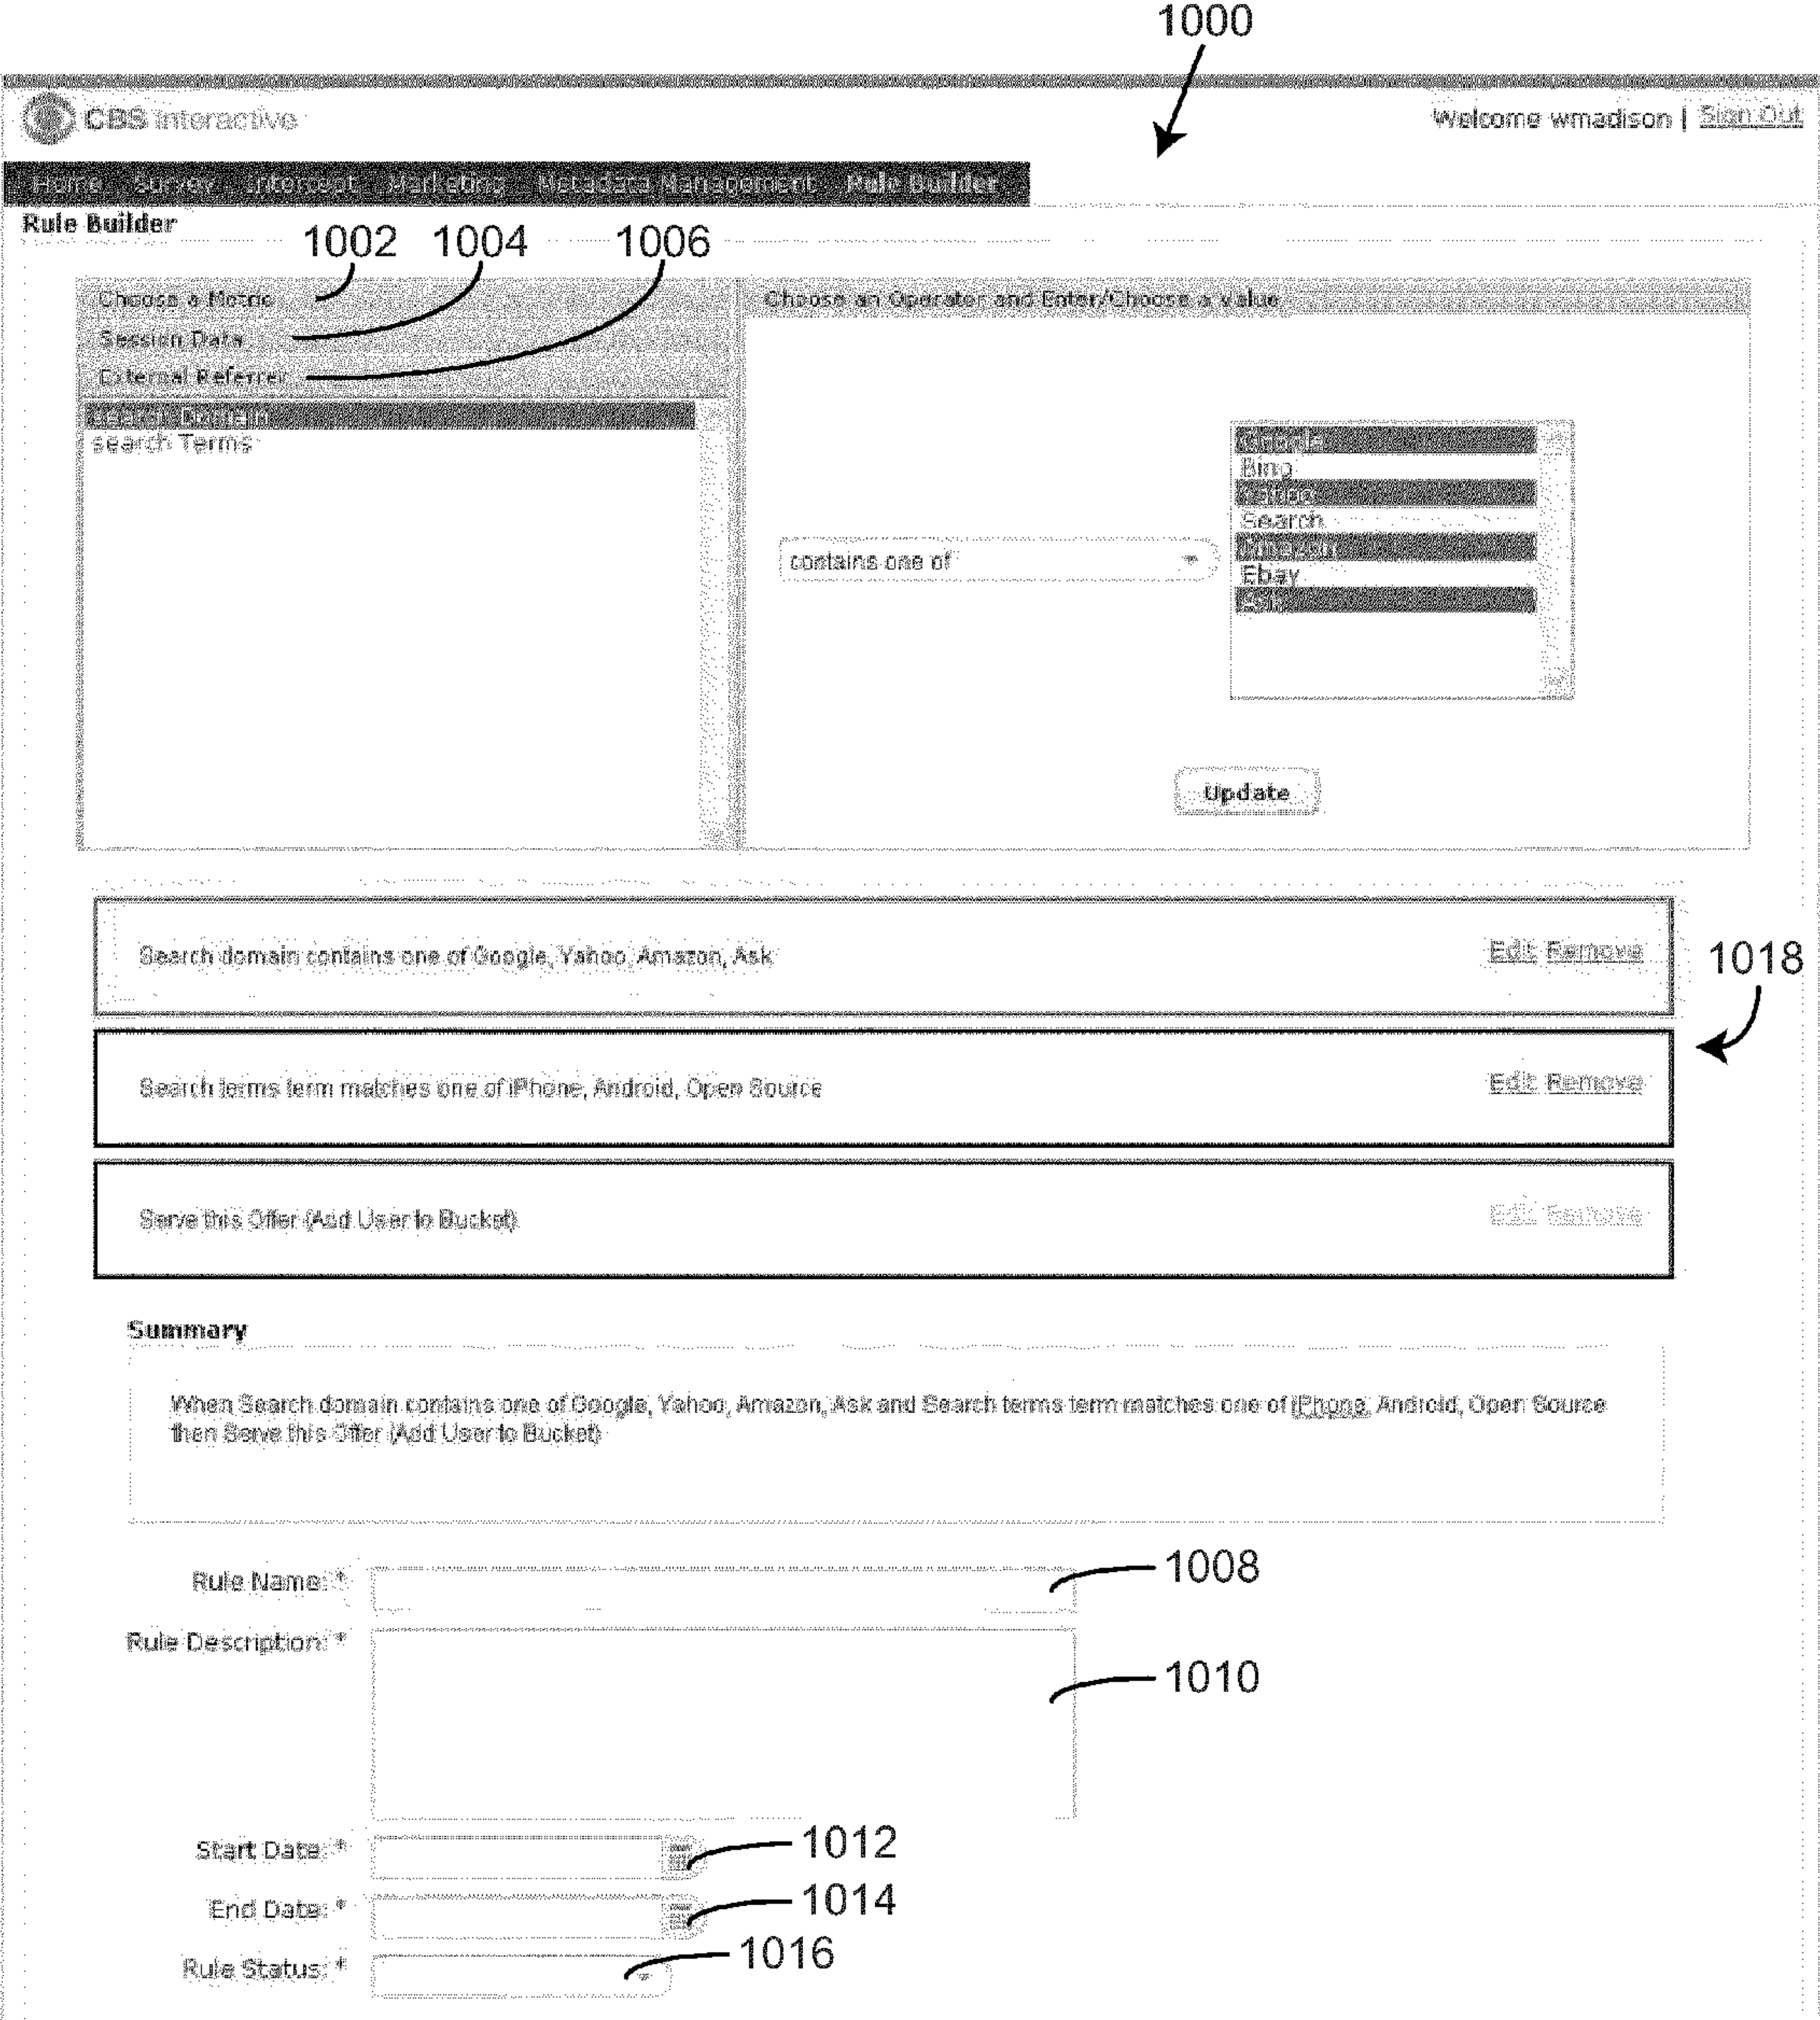 1000
CBS Interactive
Welcome wmadison | Sign Out
Home Survey Intercept Marketing Metadata Management Rule Builder
Rule Builder
1002 1004 1006
Choose a Metric
Session Data
External Referrer
search Domain
search Terms
Choose an Operator and Enter/Choose a value
contains one of
Google
Bing
Yahoo
Search
Amazon
Ebay
Ask
Update
Search domain contains one of Google, Yahoo, Amazon, Ask
Edit Remove
1018
Search terms term matches one of iPhone, Android, Open Source
Edit Remove
Serve this Offer (Add User to Bucket)
Edit Remove
Summary
When Search domain contains one of Google, Yahoo, Amazon, Ask and Search terms term matches one of iPhone, Android, Open Source
then Serve this Offer (Add User to Bucket)
Rule Name: *
1008
Rule Description: *
1010
Start Date: *
1012
End Date: *
1014
Rule Status: *
1016